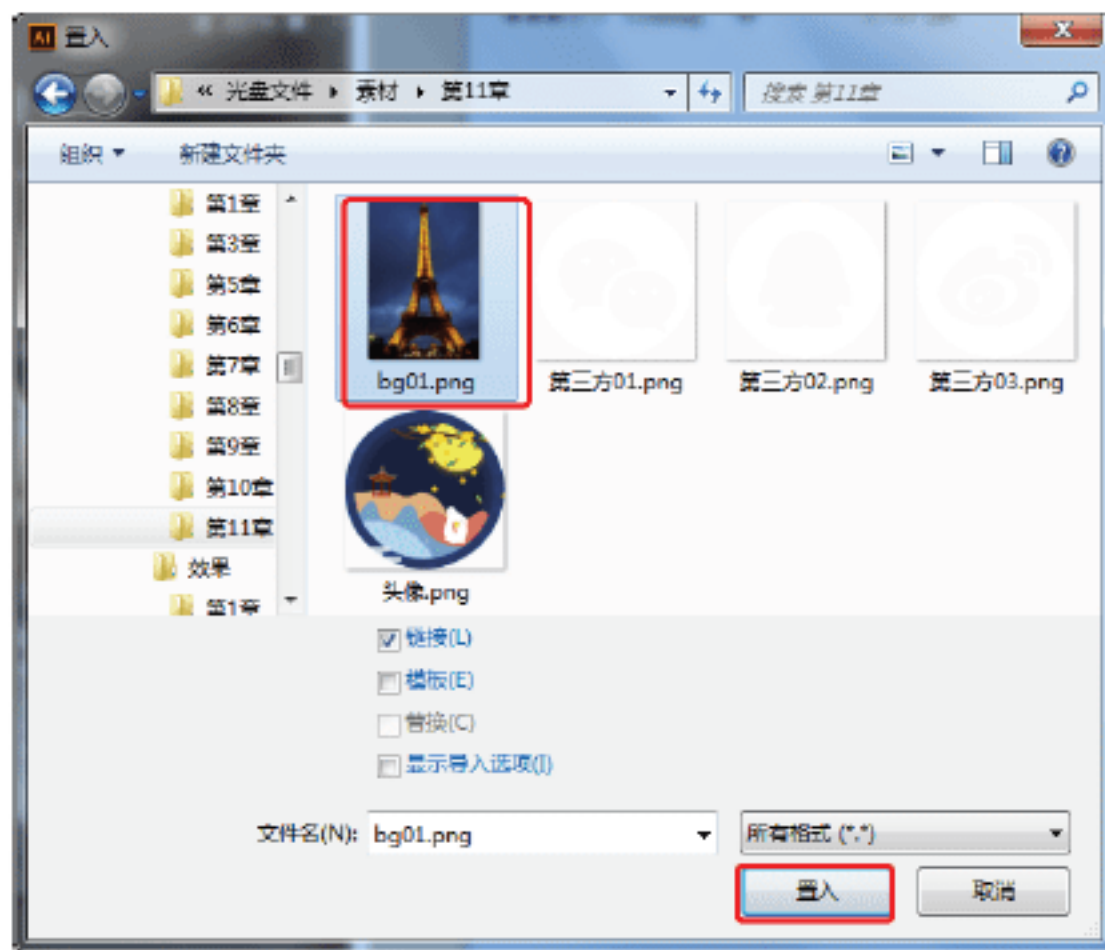 Ai 置入
« 光盘文件 ▸ 素材 ▸ 第11章
搜索 第11章
组织 ▼ 新建文件夹
第1章
第3章
第5章
第6章
第7章
第8章
第9章
第10章
第11章
效果
第1章
bg01.png 第三方01.png 第三方02.png 第三方03.png
头像.png
链接(L)
模板(E)
替换(C)
显示导入选项(I)
文件名(N): bg01.png 所有格式 (*.*)
置入 取消